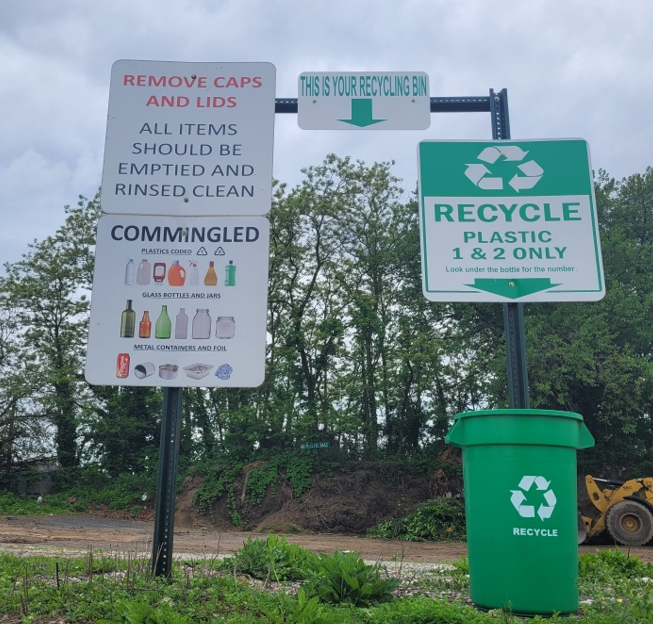 REMOVE CAPS
AND LIDS
ALL ITEMS
SHOULD BE
EMPTIED AND
RINSED CLEAN
COMMINGLED
PLASTICS CODED
GLASS BOTTLES AND JARS
METAL CONTAINERS AND FOIL
THIS IS YOUR RECYCLING BIN
RECYCLE
PLASTIC
1 & 2 ONLY
Look under the bottle for the number.
RECYCLE